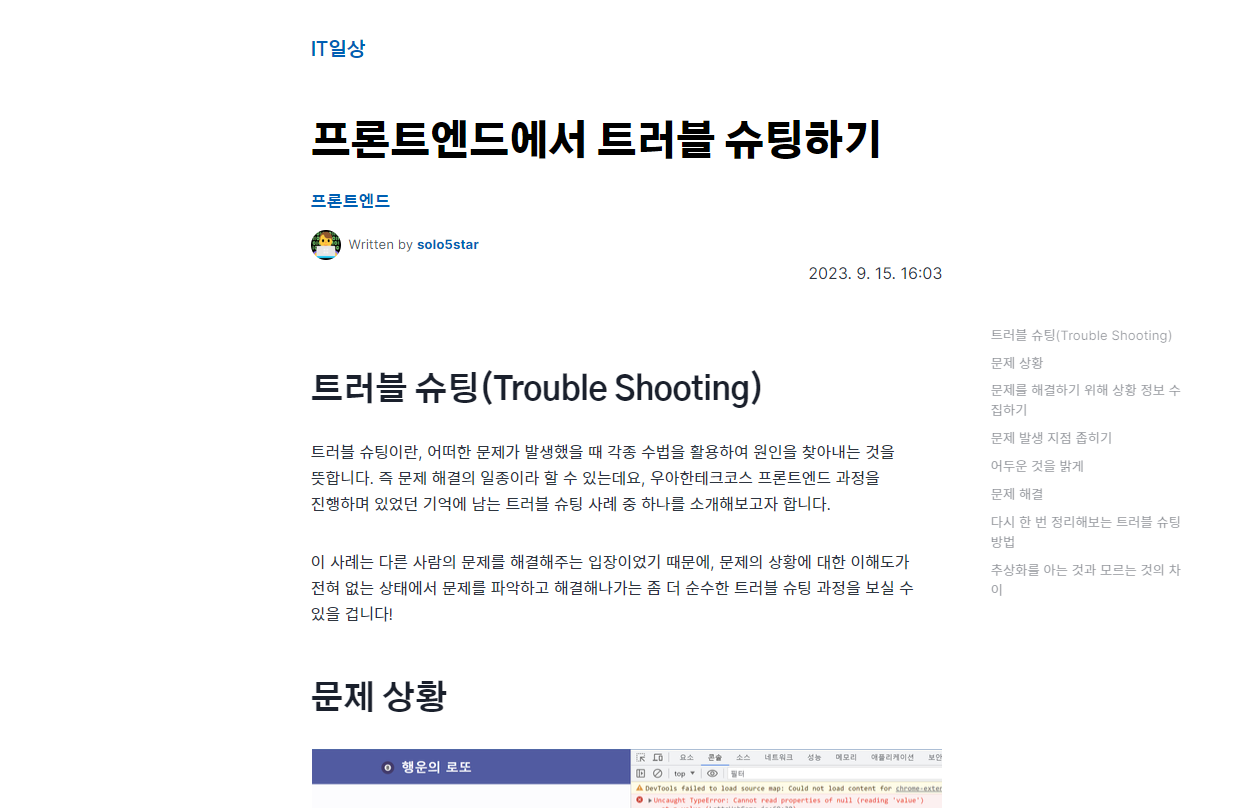 IT일상
프론트엔드에서 트러블 슈팅하기
프론트엔드
Written by solo5star
2023. 9. 15. 16:03
트러블 슈팅(Trouble Shooting)
트러블 슈팅이란, 어떠한 문제가 발생했을 때 각종 수법을 활용하여 원인을 찾아내는 것을
뜻합니다. 즉 문제 해결의 일종이라 할 수 있는데요, 우아한테크코스 프론트엔드 과정을
진행하며 있었던 기억에 남는 트러블 슈팅 사례 중 하나를 소개해보고자 합니다.
이 사례는 다른 사람의 문제를 해결해주는 입장이었기 때문에, 문제의 상황에 대한 이해도가
전혀 없는 상태에서 문제를 파악하고 해결해나가는 좀 더 순수한 트러블 슈팅 과정을 보실 수
있을 겁니다!
문제 상황
행운의 로또
요소 콘솔 소스 네트워크 성능 메모리 애플리케이션 보안
top 필터
DevTools failed to load source map: Could not load content for chrome-exten
Uncaught TypeError: Cannot read properties of null (reading 'value')
트러블 슈팅(Trouble Shooting)
문제 상황
문제를 해결하기 위해 상황 정보 수
집하기
문제 발생 지점 좁히기
어두운 것을 밝게
문제 해결
다시 한 번 정리해보는 트러블 슈팅
방법
추상화를 아는 것과 모르는 것의 차
이